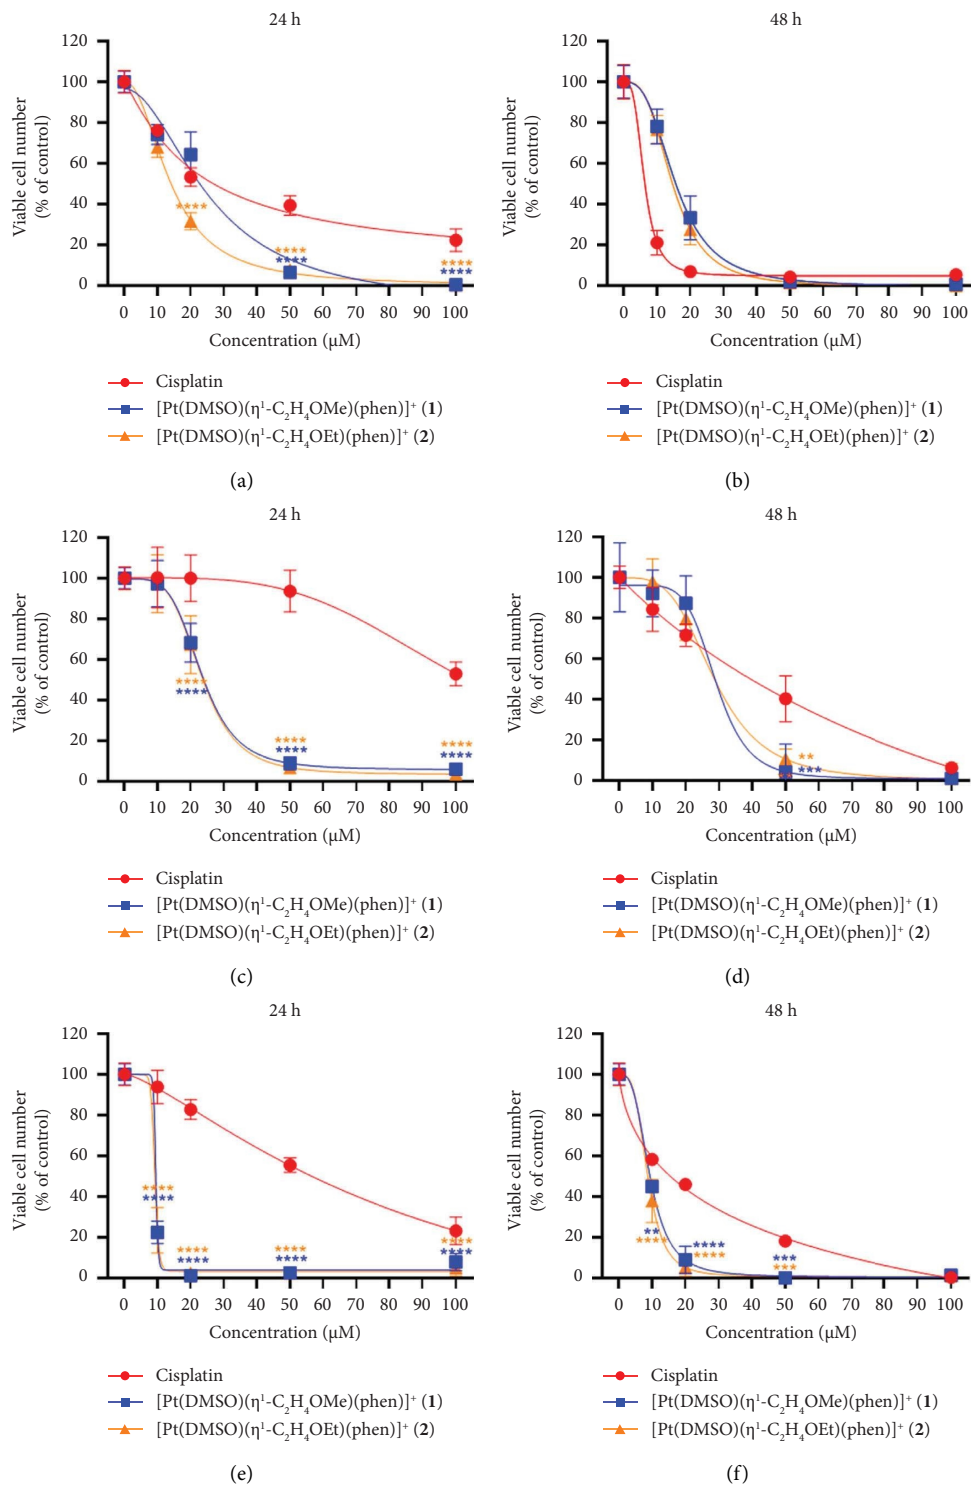 24 h
120
100
80
60
40
20
0
Viable cell number
(% of control)
****
****
****
****
****
0 10 20 30 40 50 60 70 80 90 100
Concentration (μM)
Cisplatin
[Pt(DMSO)(η¹-C₂H₄OMe)(phen)]⁺ (1)
[Pt(DMSO)(η¹-C₂H₄OEt)(phen)]⁺ (2)
(a)
48 h
120
100
80
60
40
20
0
Viable cell number
(% of control)
0 10 20 30 40 50 60 70 80 90 100
Concentration (μM)
Cisplatin
[Pt(DMSO)(η¹-C₂H₄OMe)(phen)]⁺ (1)
[Pt(DMSO)(η¹-C₂H₄OEt)(phen)]⁺ (2)
(b)
24 h
120
100
80
60
40
20
0
Viable cell number
(% of control)
****
****
****
****
****
****
0 10 20 30 40 50 60 70 80 90 100
Concentration (μM)
Cisplatin
[Pt(DMSO)(η¹-C₂H₄OMe)(phen)]⁺ (1)
[Pt(DMSO)(η¹-C₂H₄OEt)(phen)]⁺ (2)
(c)
48 h
120
100
80
60
40
20
0
Viable cell number
(% of control)
**
***
0 10 20 30 40 50 60 70 80 90 100
Concentration (μM)
Cisplatin
[Pt(DMSO)(η¹-C₂H₄OMe)(phen)]⁺ (1)
[Pt(DMSO)(η¹-C₂H₄OEt)(phen)]⁺ (2)
(d)
24 h
120
100
80
60
40
20
0
Viable cell number
(% of control)
****
****
****
****
****
****
****
****
0 10 20 30 40 50 60 70 80 90 100
Concentration (μM)
Cisplatin
[Pt(DMSO)(η¹-C₂H₄OMe)(phen)]⁺ (1)
[Pt(DMSO)(η¹-C₂H₄OEt)(phen)]⁺ (2)
(e)
48 h
120
100
80
60
40
20
0
Viable cell number
(% of control)
**
****
****
****
***
***
0 10 20 30 40 50 60 70 80 90 100
Concentration (μM)
Cisplatin
[Pt(DMSO)(η¹-C₂H₄OMe)(phen)]⁺ (1)
[Pt(DMSO)(η¹-C₂H₄OEt)(phen)]⁺ (2)
(f)